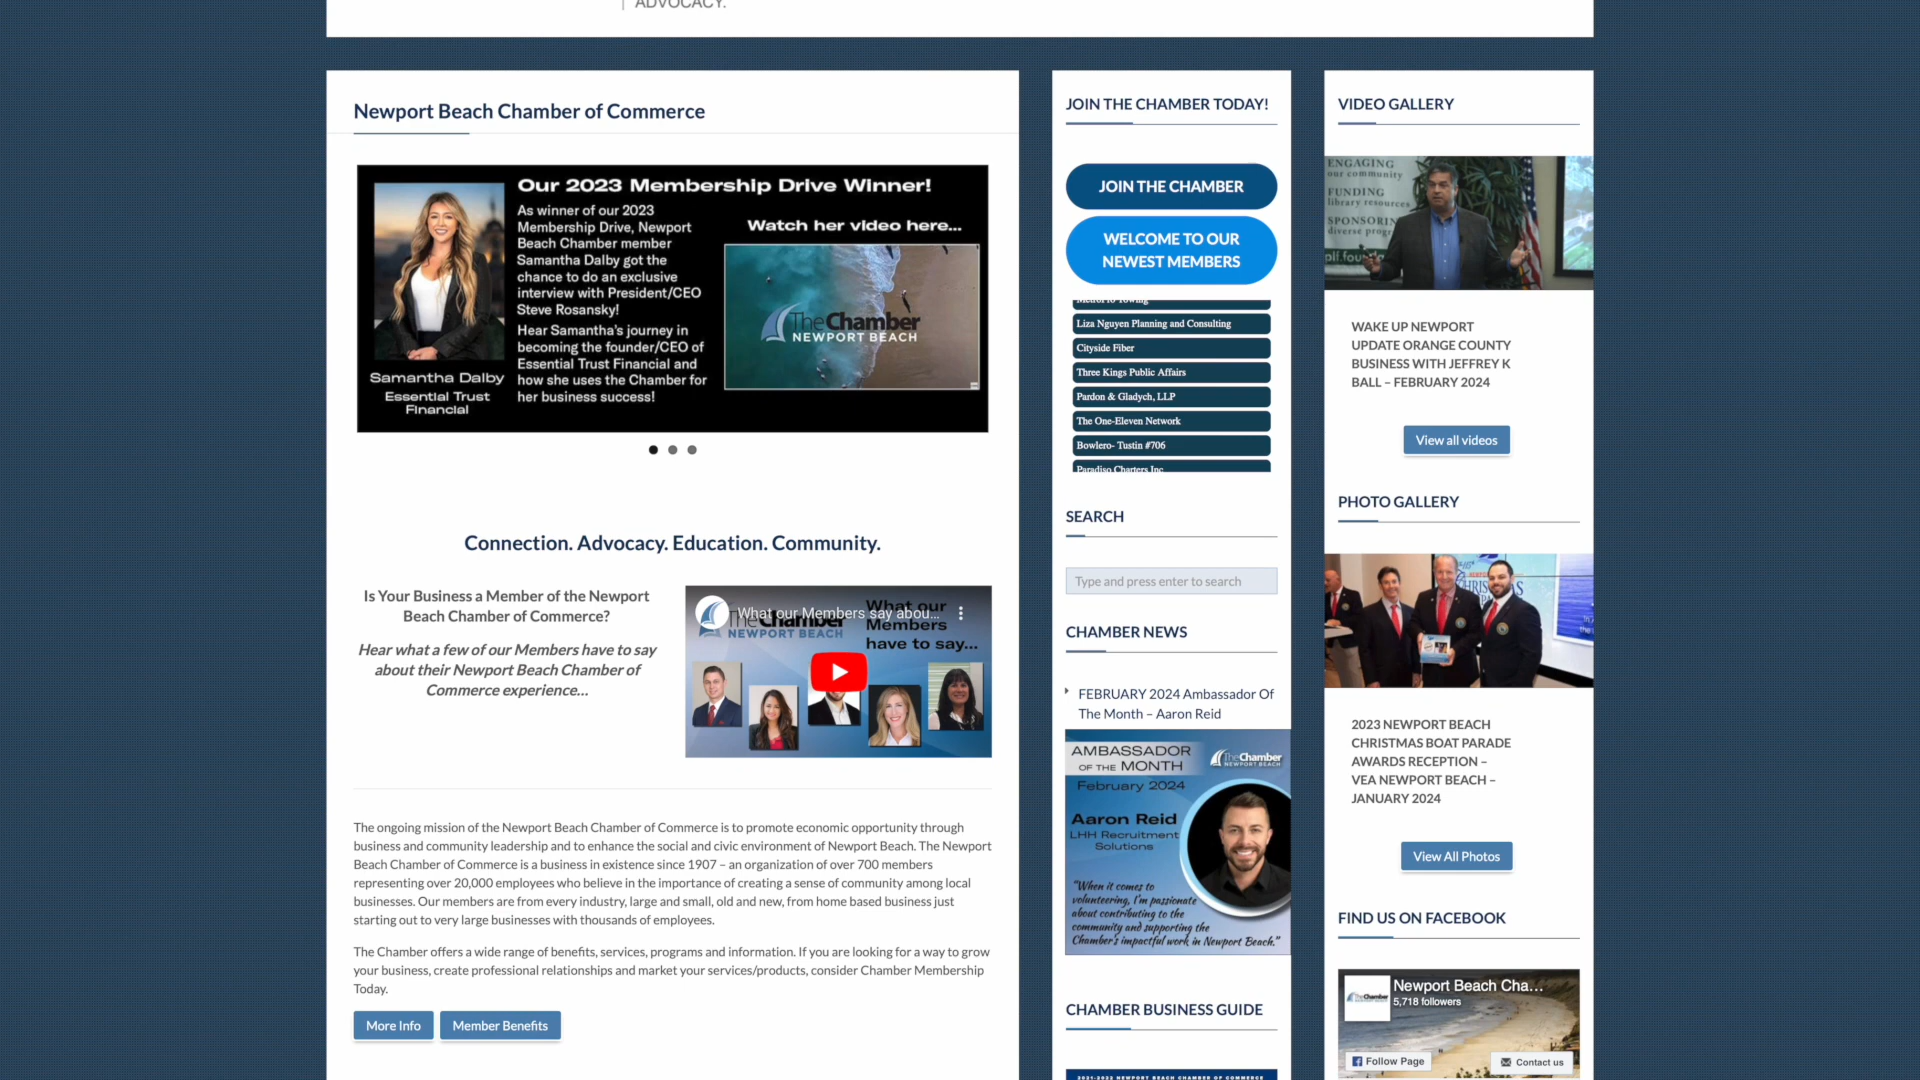 ADVOCACY.
Newport Beach Chamber of Commerce
Our 2023 Membership Drive Winner!
As winner of our 2023
Membership Drive, Newport
Beach Chamber member
Samantha Dalby got the
chance to do an exclusive
interview with President/CEO
Steve Rosansky!
Hear Samantha's journey in
becoming the founder/CEO of
Essential Trust Financial and
how she uses the Chamber for
her business success!
Samantha Dalby
Essential Trust
Financial
Watch her video here...
The Chamber
NEWPORT BEACH
Connection. Advocacy. Education. Community.
Is Your Business a Member of the Newport
Beach Chamber of Commerce?
Hear what a few of our Members have to say
about their Newport Beach Chamber of
Commerce experience...
What our Members say abou...
The Chamber
NEWPORT BEACH
What our
Members
have to say...
The ongoing mission of the Newport Beach Chamber of Commerce is to promote economic opportunity through
business and community leadership and to enhance the social and civic environment of Newport Beach. The Newport
Beach Chamber of Commerce is a business in existence since 1907 – an organization of over 700 members
representing over 20,000 employees who believe in the importance of creating a sense of community among local
businesses. Our members are from every industry, large and small, old and new, from home based business just
starting out to very large businesses with thousands of employees.
The Chamber offers a wide range of benefits, services, programs and information. If you are looking for a way to grow
your business, create professional relationships and market your services/products, consider Chamber Membership
Today.
More Info
Member Benefits
JOIN THE CHAMBER TODAY!
JOIN THE CHAMBER
WELCOME TO OUR
NEWEST MEMBERS
Towing
Liza Nguyen Planning and Consulting
Cityside Fiber
Three Kings Public Affairs
Pardon & Gladych, LLP
The One-Eleven Network
Bowlero- Tustin #706
Paradiso Charters Inc
SEARCH
Type and press enter to search
CHAMBER NEWS
FEBRUARY 2024 Ambassador Of
The Month – Aaron Reid
AMBASSADOR
OF THE MONTH
The Chamber
NEWPORT BEACH
February 2024
Aaron Reid
LHH Recruitment
Solutions
"When it comes to
volunteering, I'm passionate
about contributing to the
community and supporting the
Chamber's impactful work in Newport Beach."
CHAMBER BUSINESS GUIDE
2021-2022 NEWPORT BEACH CHAMBER OF COMMERCE
VIDEO GALLERY
ENGAGING
our community
FUNDING
library resources
SPONSORIN
diverse progr
WAKE UP NEWPORT
UPDATE ORANGE COUNTY
BUSINESS WITH JEFFREY K
BALL – FEBRUARY 2024
View all videos
PHOTO GALLERY
2023 NEWPORT BEACH
CHRISTMAS BOAT PARADE
AWARDS RECEPTION –
VEA NEWPORT BEACH –
JANUARY 2024
View All Photos
FIND US ON FACEBOOK
The Chamber
Newport Beach Cha...
5,718 followers
Follow Page
Contact us